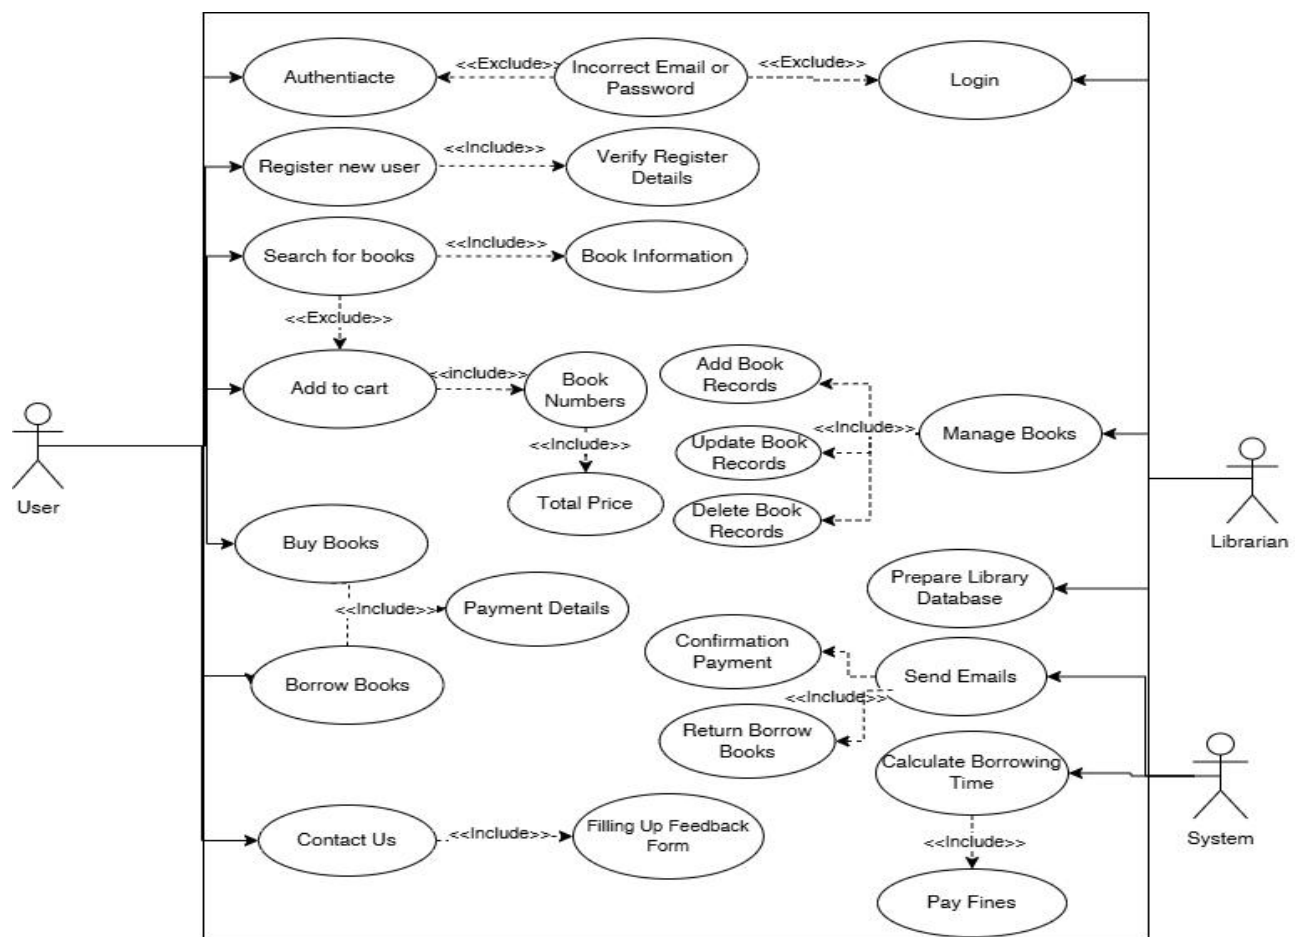 Authentiacte
<<Exclude>>
Incorrect Email or
Password
<<Exclude>>
Login
Register new user
<<Include>>
Verify Register
Details
Search for books
<<Include>>
Book Information
<<Exclude>>
Add to cart
<<include>>
Book
Numbers
<<Include>>
Total Price
Add Book
Records
Update Book
Records
Delete Book
Records
<<Include>>
Manage Books
User
Librarian
Buy Books
<<Include>>
Payment Details
Borrow Books
Prepare Library
Database
Confirmation
Payment
Send Emails
<<Include>>
Return Borrow
Books
Calculate Borrowing
Time
System
Contact Us
<<Include>>
Filling Up Feedback
Form
<<Include>>
Pay Fines